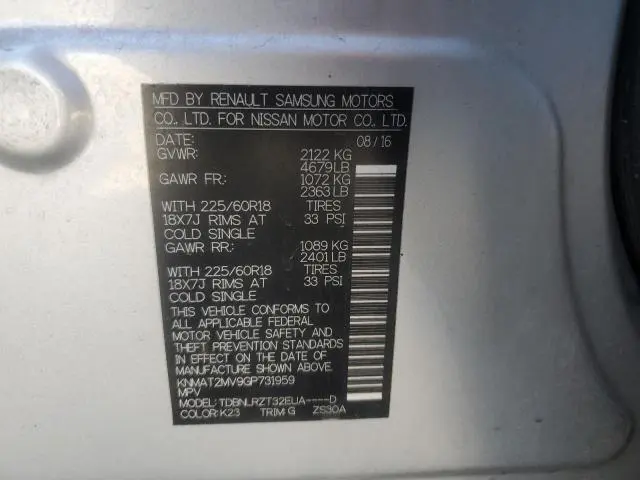 MFD BY RENAULT SAMSUNG MOTORS
CO., LTD. FOR NISSAN MOTOR CO., LTD.
DATE: 08/16
GVWR: 2122 KG
4679 LB
GAWR FR: 1072 KG
2363 LB
WITH 225/60R18 TIRES
18X7J RIMS AT 33 PSI
COLD SINGLE
GAWR RR: 1089 KG
2401 LB
WITH 225/60R18 TIRES
18X7J RIMS AT 33 PSI
COLD SINGLE
THIS VEHICLE CONFORMS TO
ALL APPLICABLE FEDERAL
MOTOR VEHICLE SAFETY AND
THEFT PREVENTION STANDARDS
IN EFFECT ON THE DATE OF
MANUFACTURE SHOWN ABOVE.
KNMAT2MV9GP731959
MPV
MODEL: TDBNLRZT32EUA----D
COLOR: K23 TRIM: G ZS30A